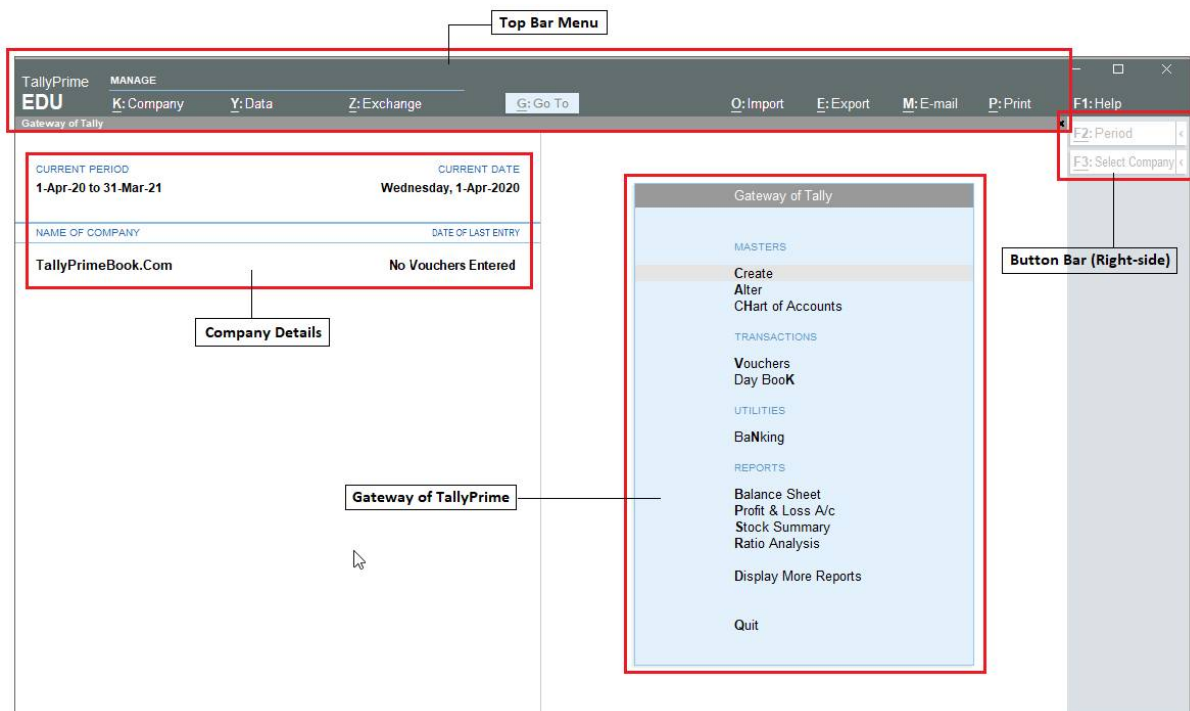 Top Bar Menu
TallyPrime MANAGE
EDU K: Company Y: Data Z: Exchange G: Go To O: Import E: Export M: E-mail P: Print F1: Help
Gateway of Tally
F2: Period
F3: Select Company
CURRENT PERIOD CURRENT DATE
1-Apr-20 to 31-Mar-21 Wednesday, 1-Apr-2020
NAME OF COMPANY DATE OF LAST ENTRY
TallyPrimeBook.Com No Vouchers Entered
Company Details
Gateway of Tally
MASTERS
Create
Alter
CHart of Accounts
TRANSACTIONS
Vouchers
Day BooK
UTILITIES
BaNking
REPORTS
Balance Sheet
Profit & Loss A/c
Stock Summary
Ratio Analysis
Display More Reports
Quit
Gateway of TallyPrime
Button Bar (Right-side)